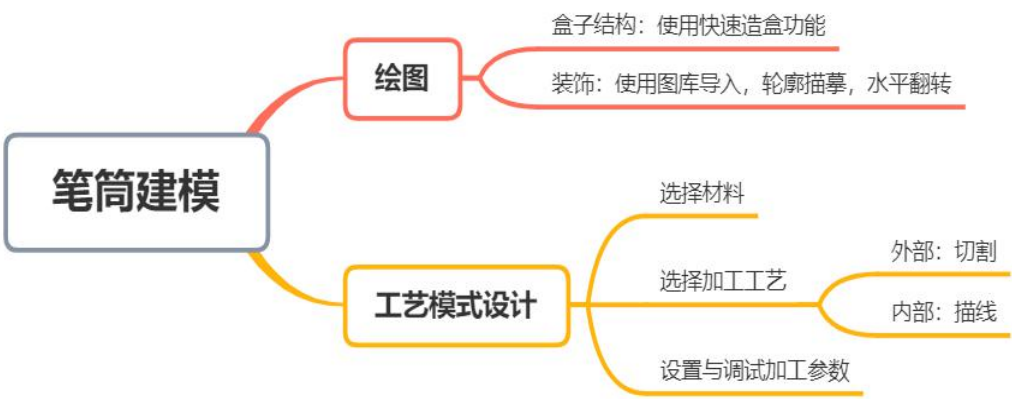 笔筒建模
绘图
盒子结构：使用快速造盒功能
装饰：使用图库导入，轮廓描摹，水平翻转
工艺模式设计
选择材料
选择加工工艺
外部：切割
内部：描线
设置与调试加工参数